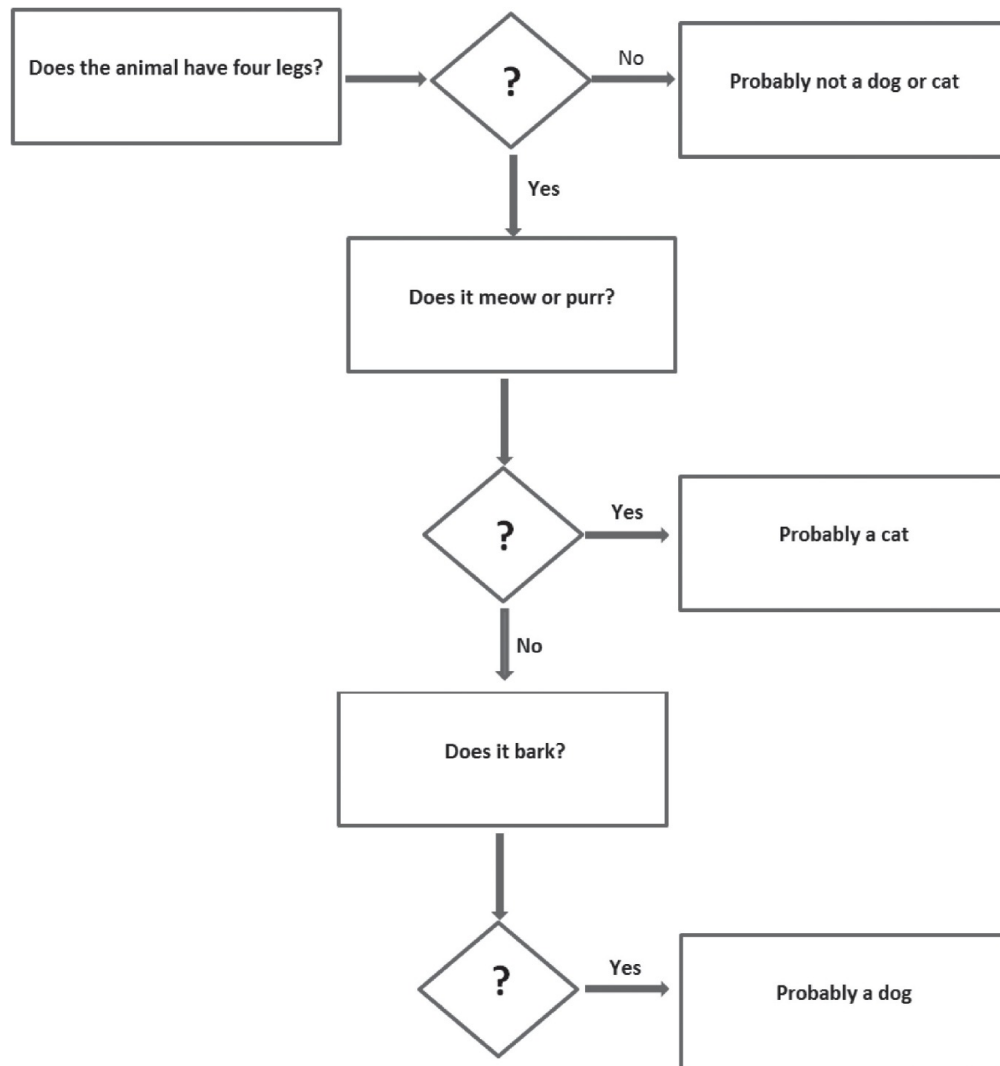 Does the animal have four legs?
?
No
Probably not a dog or cat
Yes
Does it meow or purr?
?
Yes
Probably a cat
No
Does it bark?
?
Yes
Probably a dog